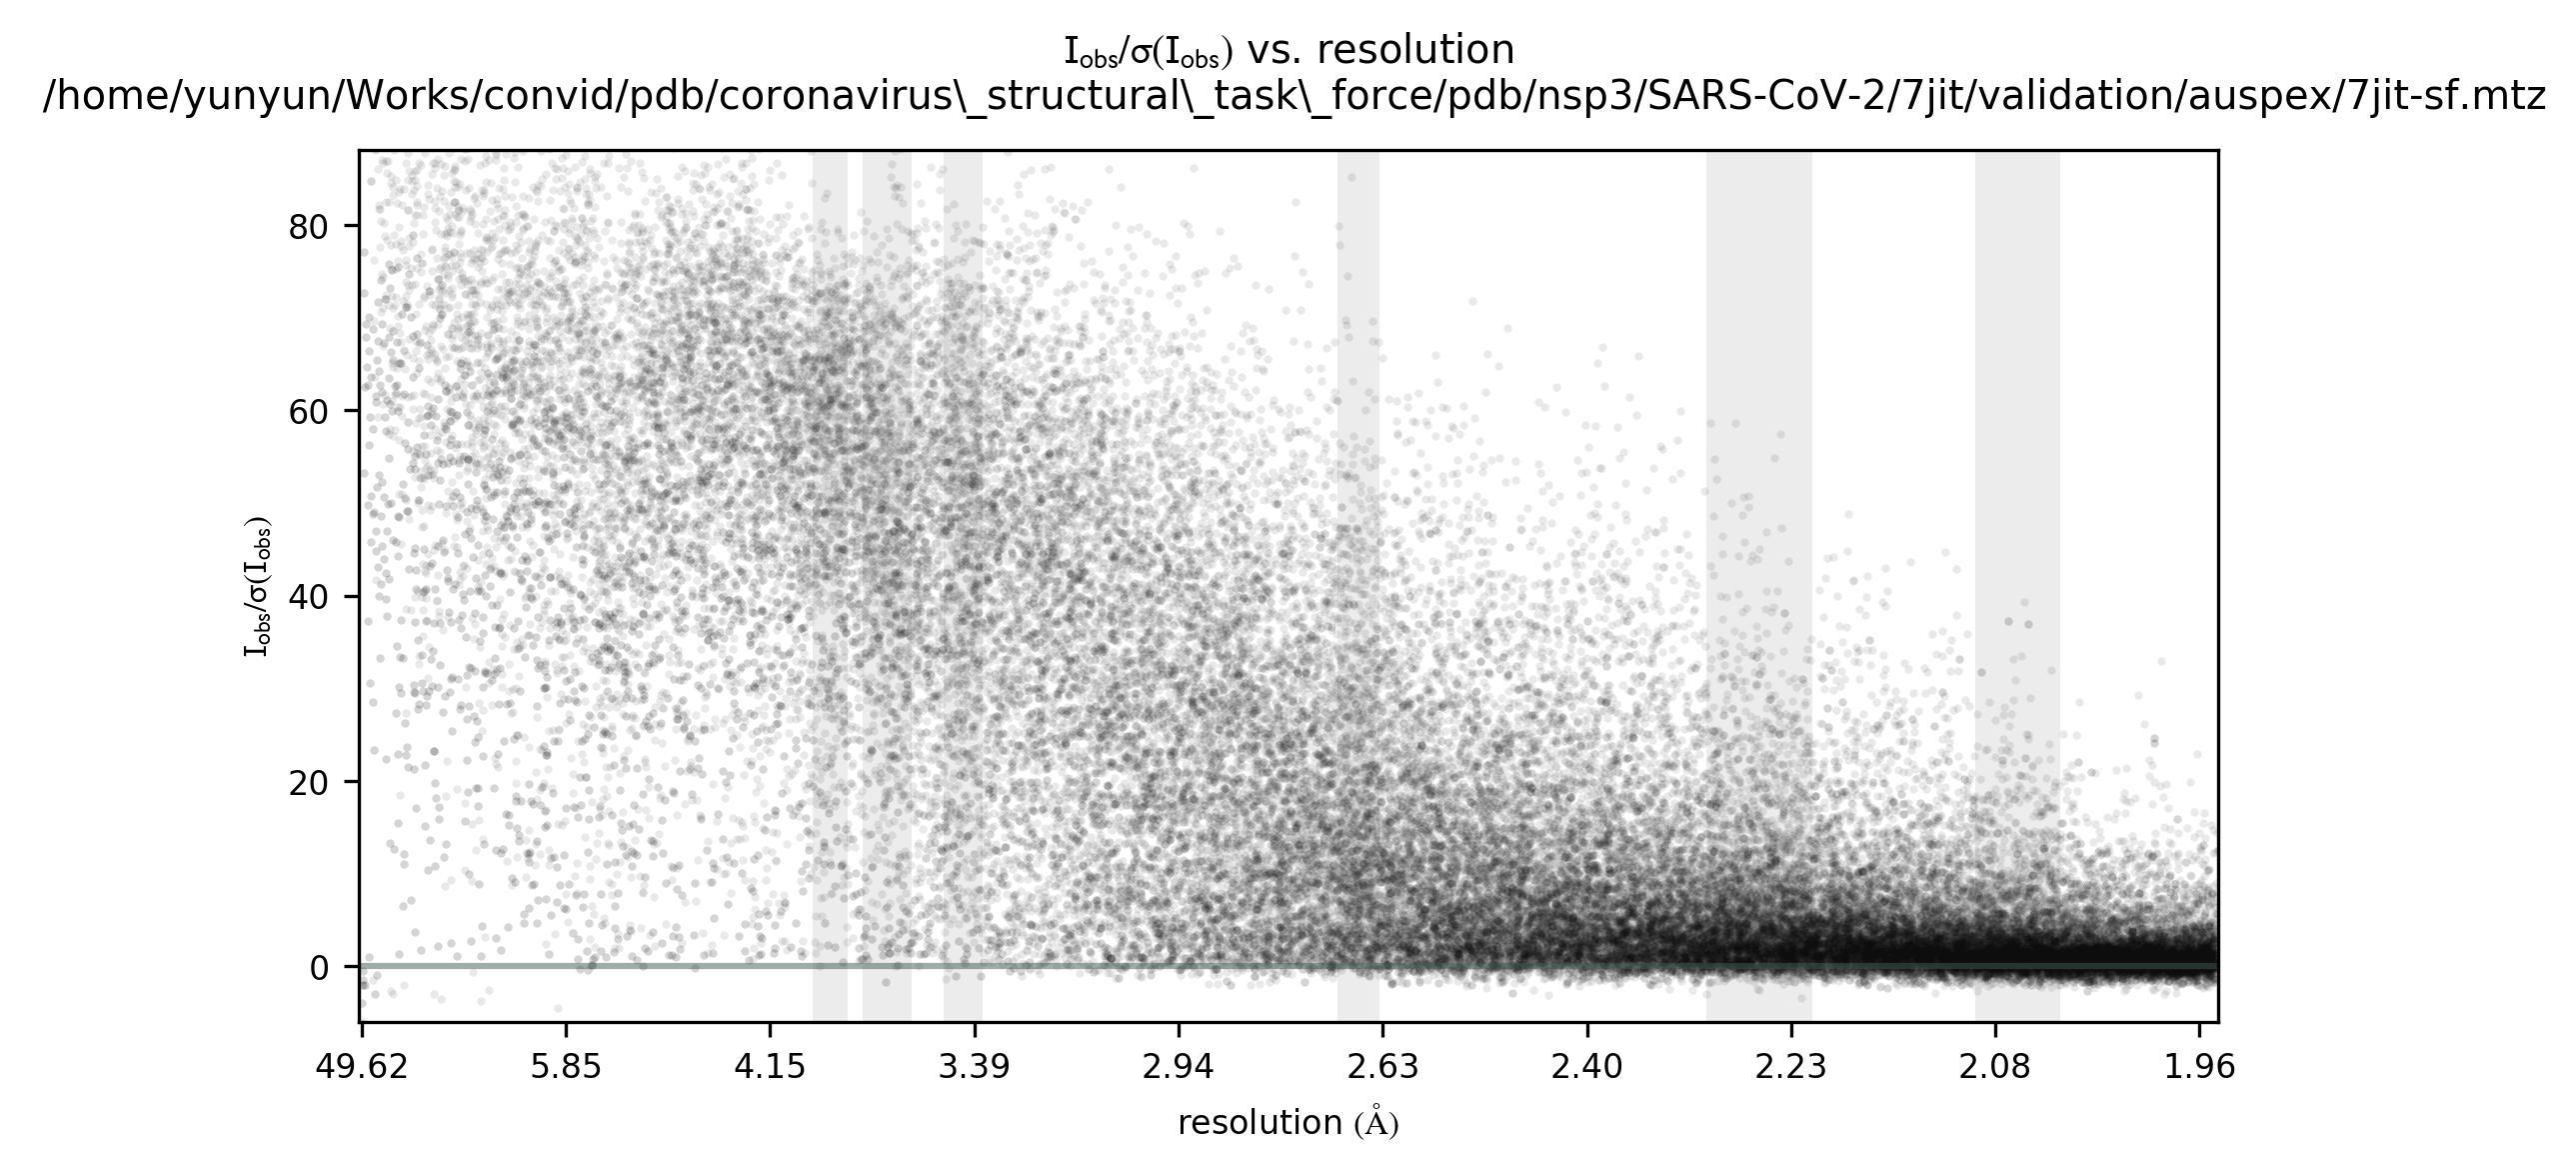 Iobs/σ(Iobs) vs. resolution
/home/yunyun/Works/convid/pdb/coronavirus\_structural\_task\_force/pdb/nsp3/SARS-CoV-2/7jit/validation/auspex/7jit-sf.mtz
80
60
40
20
0
Iobs/σ(Iobs)
49.62 5.85 4.15 3.39 2.94 2.63 2.40 2.23 2.08 1.96
resolution (Å)